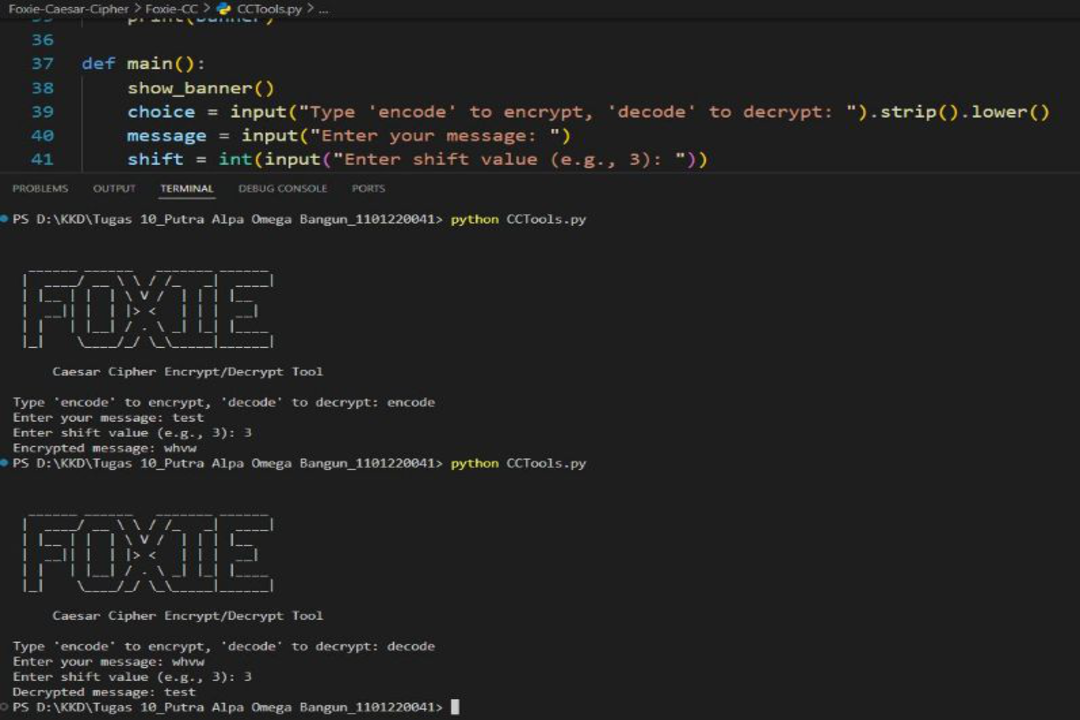 Foxie-Caesar-Cipher > Foxie-CC > CCTools.py > ...
35 print(banner)
36
37 def main():
38 show_banner()
39 choice = input("Type 'encode' to encrypt, 'decode' to decrypt: ").strip().lower()
40 message = input("Enter your message: ")
41 shift = int(input("Enter shift value (e.g., 3): "))
PROBLEMS OUTPUT TERMINAL DEBUG CONSOLE PORTS
PS D:\KKD\Tugas 10_Putra Alpa Omega Bangun_1101220041> python CCTools.py
FOXIE
Caesar Cipher Encrypt/Decrypt Tool
Type 'encode' to encrypt, 'decode' to decrypt: encode
Enter your message: test
Enter shift value (e.g., 3): 3
Encrypted message: whvw
PS D:\KKD\Tugas 10_Putra Alpa Omega Bangun_1101220041> python CCTools.py
FOXIE
Caesar Cipher Encrypt/Decrypt Tool
Type 'encode' to encrypt, 'decode' to decrypt: decode
Enter your message: whvw
Enter shift value (e.g., 3): 3
Decrypted message: test
PS D:\KKD\Tugas 10_Putra Alpa Omega Bangun_1101220041>